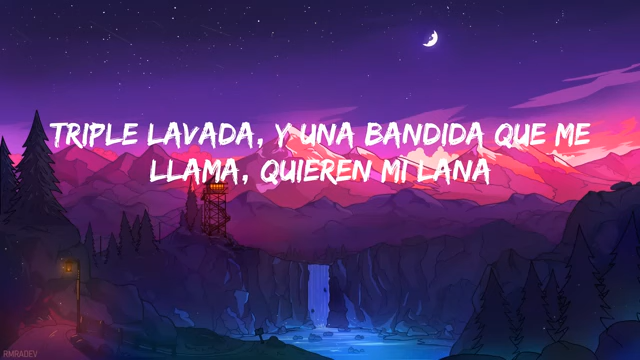 TRIPLE LAVADA, Y UNA BANDIDA QUE ME
LLAMA, QUIEREN MI LANA
RMRADEV